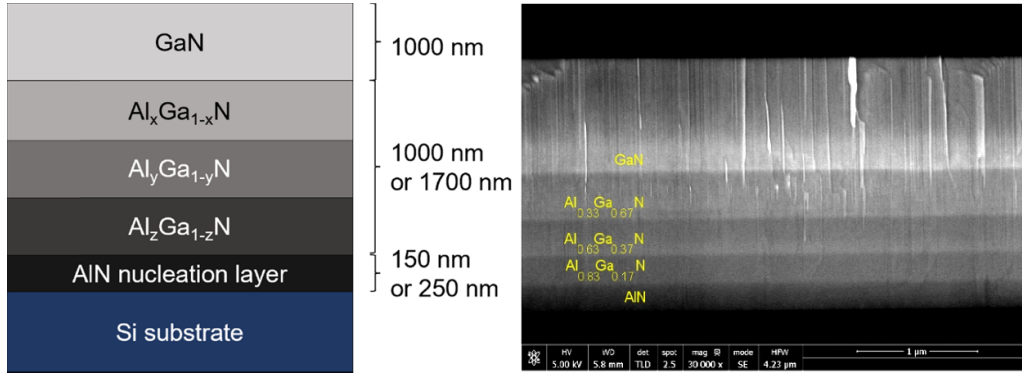 GaN
AlxGa1-xN
AlyGa1-yN
AlzGa1-zN
AlN nucleation layer
Si substrate
1000 nm
1000 nm
or 1700 nm
150 nm
or 250 nm
GaN
Al0.33Ga0.67N
Al0.63Ga0.37N
Al0.83Ga0.17N
AlN
HV WD det spot mag mode HFW
5.00 kV 5.8 mm TLD 2.5 30 000 x SE 4.23 µm
1 µm